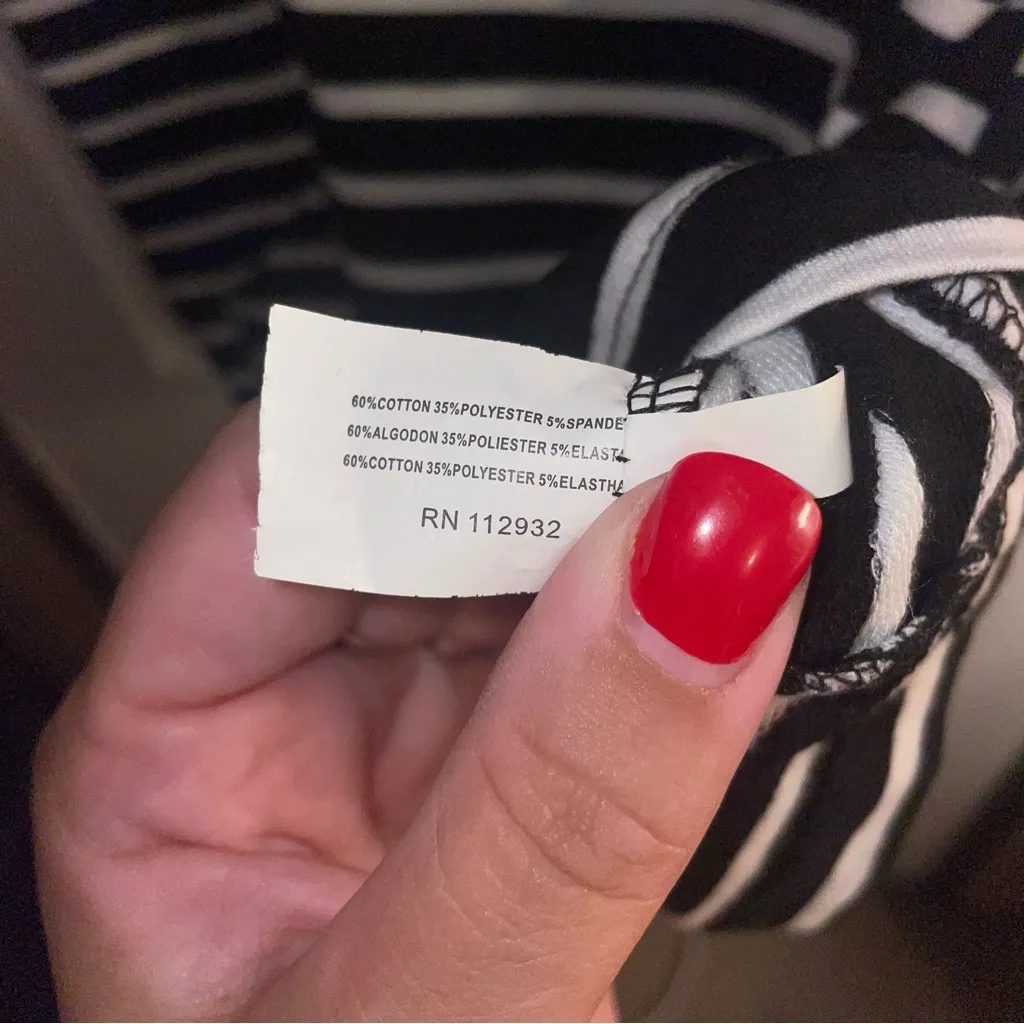 60%COTTON 35%POLYESTER 5%SPANDE
60%ALGODON 35%POLIESTER 5%ELASTA
60%COTTON 35%POLYESTER 5%ELASTHA
RN 112932